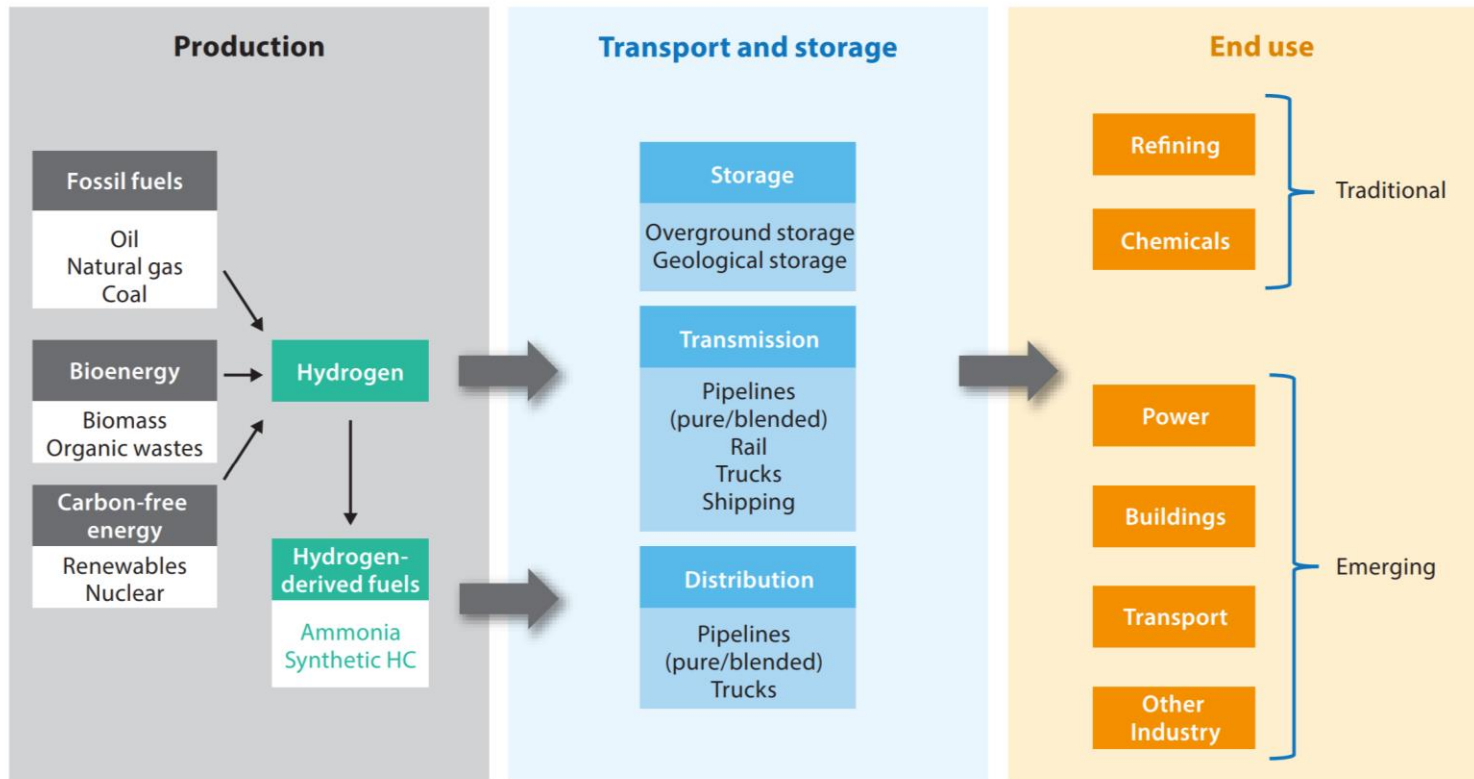 Production
Fossil fuels
Oil
Natural gas
Coal
Bioenergy
Biomass
Organic wastes
Carbon-free
energy
Renewables
Nuclear
Hydrogen
Hydrogen-
derived fuels
Ammonia
Synthetic HC
Transport and storage
Storage
Overground storage
Geological storage
Transmission
Pipelines
(pure/blended)
Rail
Trucks
Shipping
Distribution
Pipelines
(pure/blended)
Trucks
End use
Refining
Chemicals
Traditional
Power
Buildings
Transport
Other
Industry
Emerging